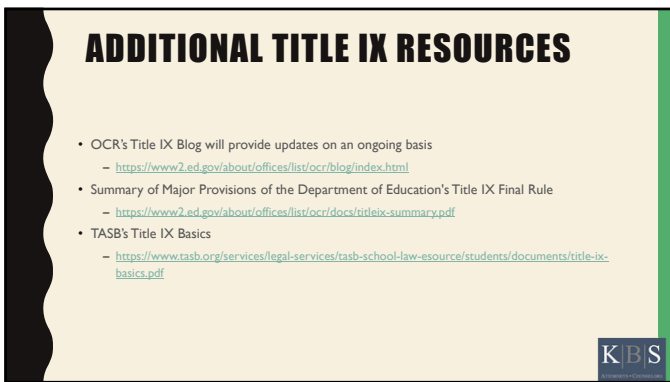 ADDITIONAL TITLE IX RESOURCES
• OCR's Title IX Blog will provide updates on an ongoing basis
– https://www2.ed.gov/about/offices/list/ocr/blog/index.html
• Summary of Major Provisions of the Department of Education's Title IX Final Rule
– https://www2.ed.gov/about/offices/list/ocr/docs/titleix-summary.pdf
• TASB's Title IX Basics
– https://www.tasb.org/services/legal-services/tasb-school-law-esource/students/documents/title-ix-
basics.pdf
K|B|S
ATTORNEYS • COUNSELORS